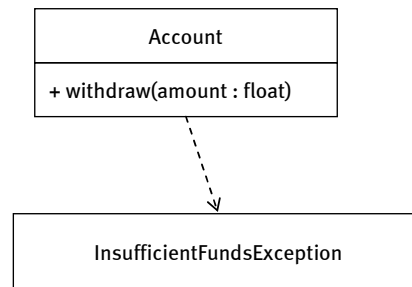 Account
+ withdraw(amount : float)
InsufficientFundsException